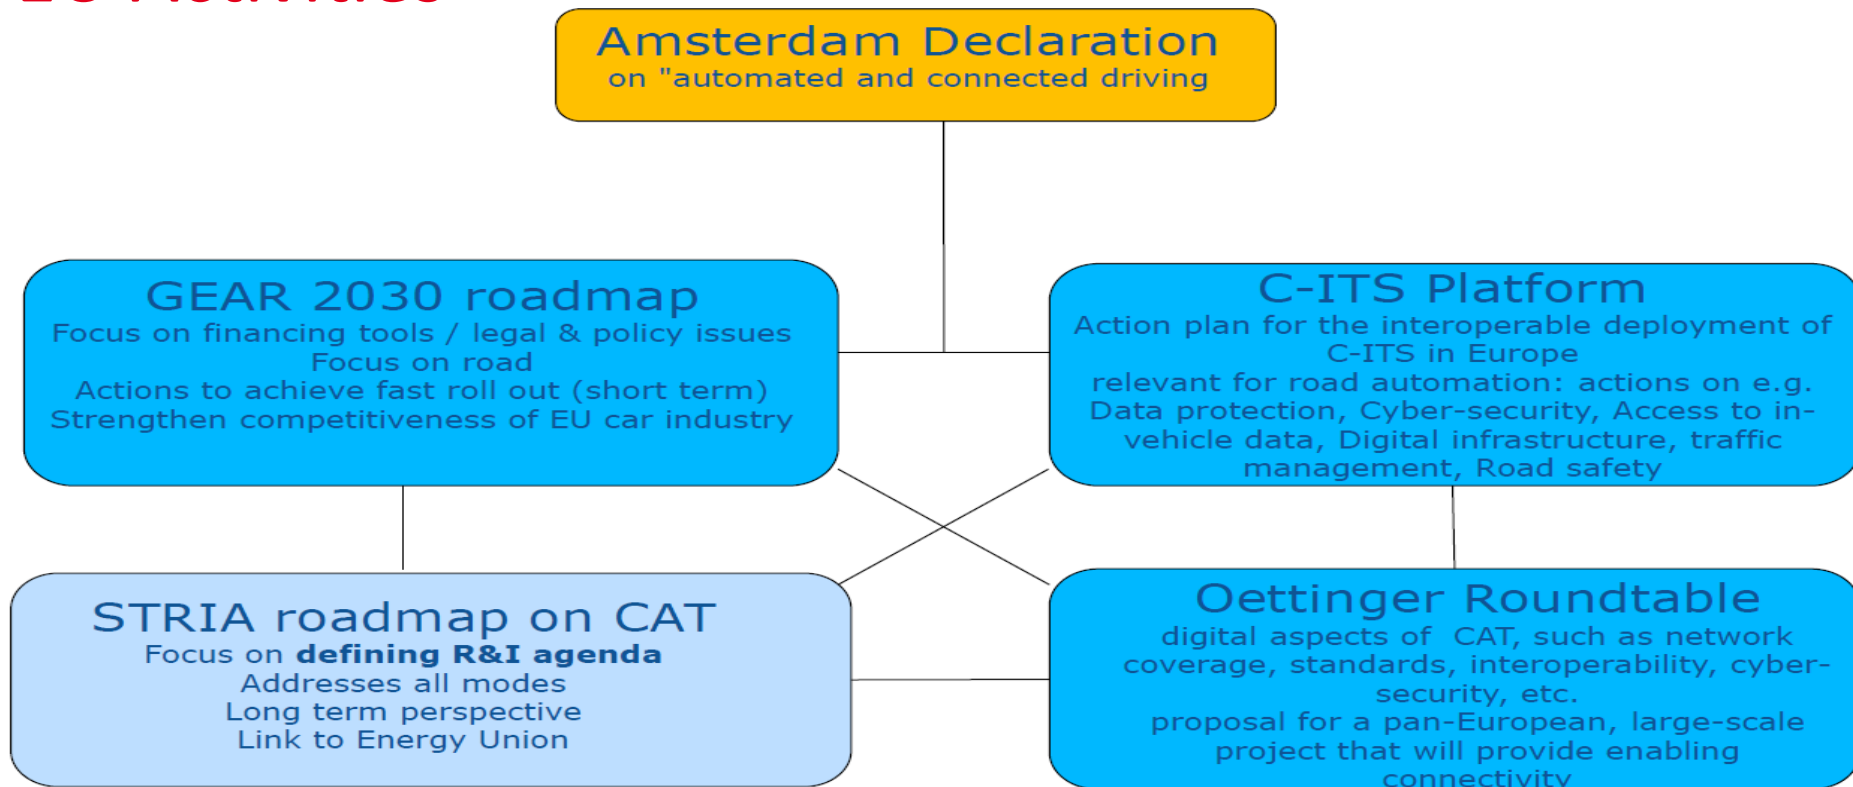 Amsterdam Declaration
on "automated and connected driving
GEAR 2030 roadmap
Focus on financing tools / legal & policy issues
Focus on road
Actions to achieve fast roll out (short term)
Strengthen competitiveness of EU car industry
C-ITS Platform
Action plan for the interoperable deployment of
C-ITS in Europe
relevant for road automation: actions on e.g.
Data protection, Cyber-security, Access to in-
vehicle data, Digital infrastructure, traffic
management, Road safety
STRIA roadmap on CAT
Focus on defining R&I agenda
Addresses all modes
Long term perspective
Link to Energy Union
Oettinger Roundtable
digital aspects of CAT, such as network
coverage, standards, interoperability, cyber-
security, etc.
proposal for a pan-European, large-scale
project that will provide enabling
connectivity